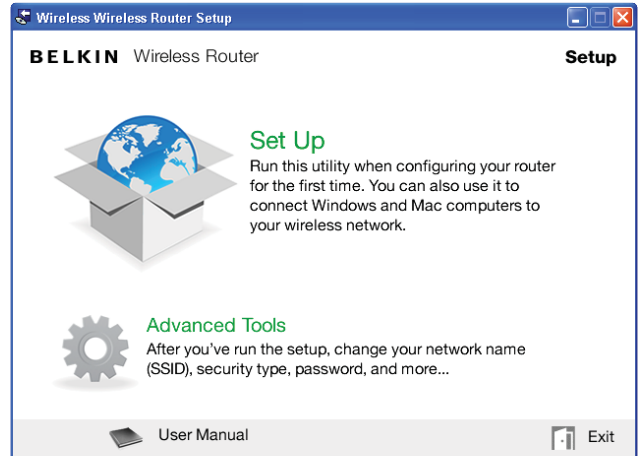 Wireless Wireless Router Setup
BELKIN Wireless Router
Setup
Set Up
Run this utility when configuring your router
for the first time. You can also use it to
connect Windows and Mac computers to
your wireless network.
Advanced Tools
After you've run the setup, change your network name
(SSID), security type, password, and more...
User Manual
Exit